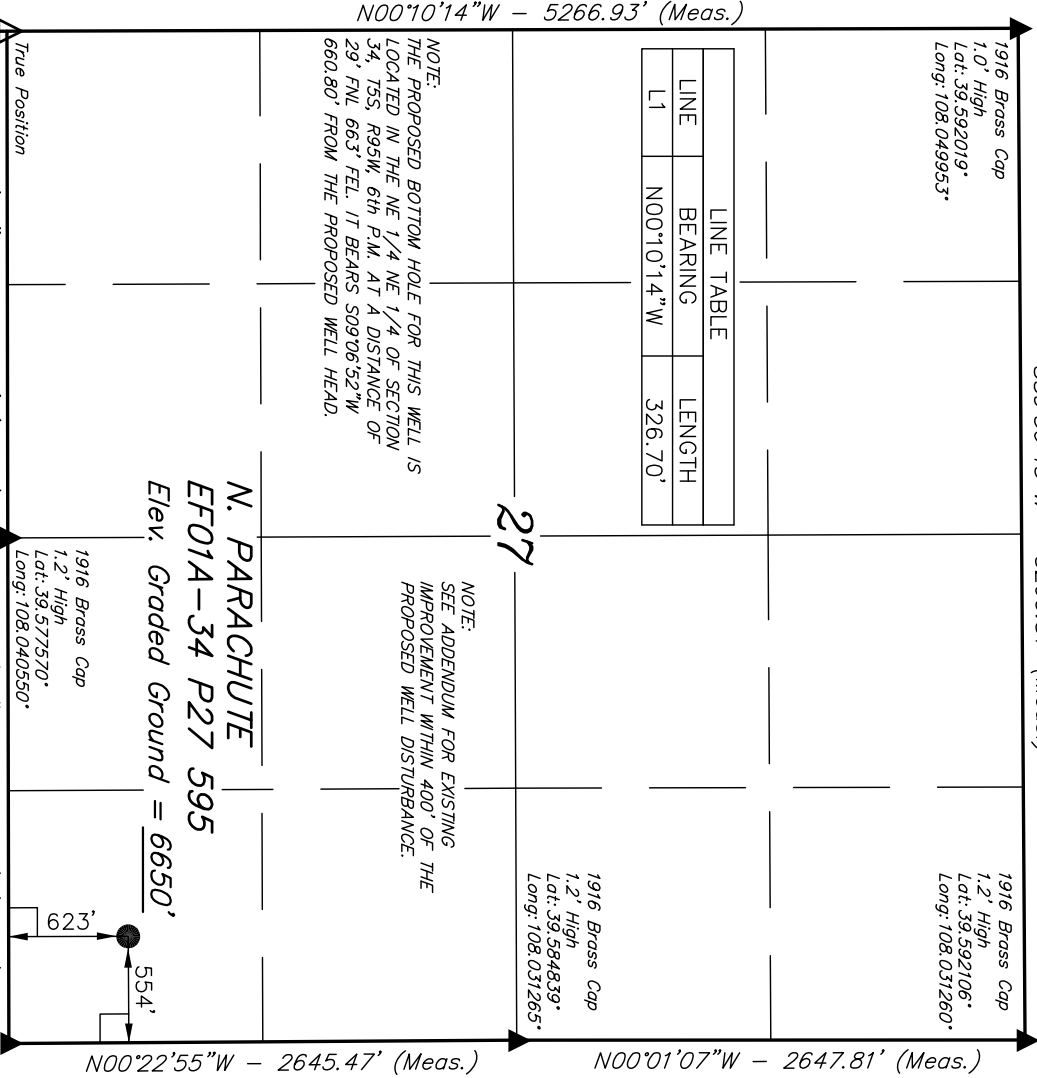 N00°10'14"W – 5266.93' (Meas.)
1916 Brass Cap
1.0' High
Lat: 39.592019°
Long: 108.049953°
LINE TABLE
LINE BEARING LENGTH
L1 N00°10'14"W 326.70'
NOTE:
THE PROPOSED BOTTOM HOLE FOR THIS WELL IS
LOCATED IN THE NE 1/4 NE 1/4 OF SECTION
34, T5S, R95W, 6th P.M. AT A DISTANCE OF
29' FNL 663' FEL. IT BEARS S09°06'52"W
660.80' FROM THE PROPOSED WELL HEAD.
True Position
27
NOTE:
SEE ADDENDUM FOR EXISTING
IMPROVEMENT WITHIN 400' OF THE
PROPOSED WELL DISTURBANCE.
N. PARACHUTE
EF01A–34 P27 595
Elev. Graded Ground = 6650'
1916 Brass Cap
1.2' High
Lat: 39.577570°
Long: 108.040550°
1916 Brass Cap
1.2' High
Lat: 39.592106°
Long: 108.031260°
1916 Brass Cap
1.2' High
Lat: 39.584839°
Long: 108.031265°
623'
554'
N00°22'55"W – 2645.47' (Meas.)
N00°01'07"W – 2647.81' (Meas.)